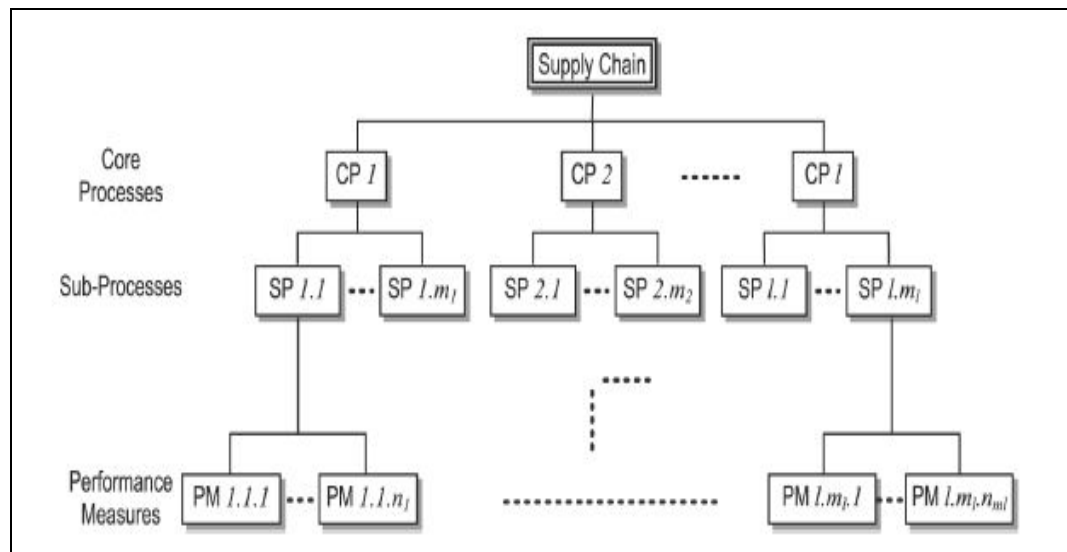 Supply Chain
Core
Processes
CP 1
CP 2
CP l
Sub-Processes
SP 1.1
SP 1.m₁
SP 2.1
SP 2.m₂
SP l.1
SP l.mₗ
Performance
Measures
PM 1.1.1
PM 1.1.n₁
PM l.mₗ.1
PM l.mₗ.nₘₗ